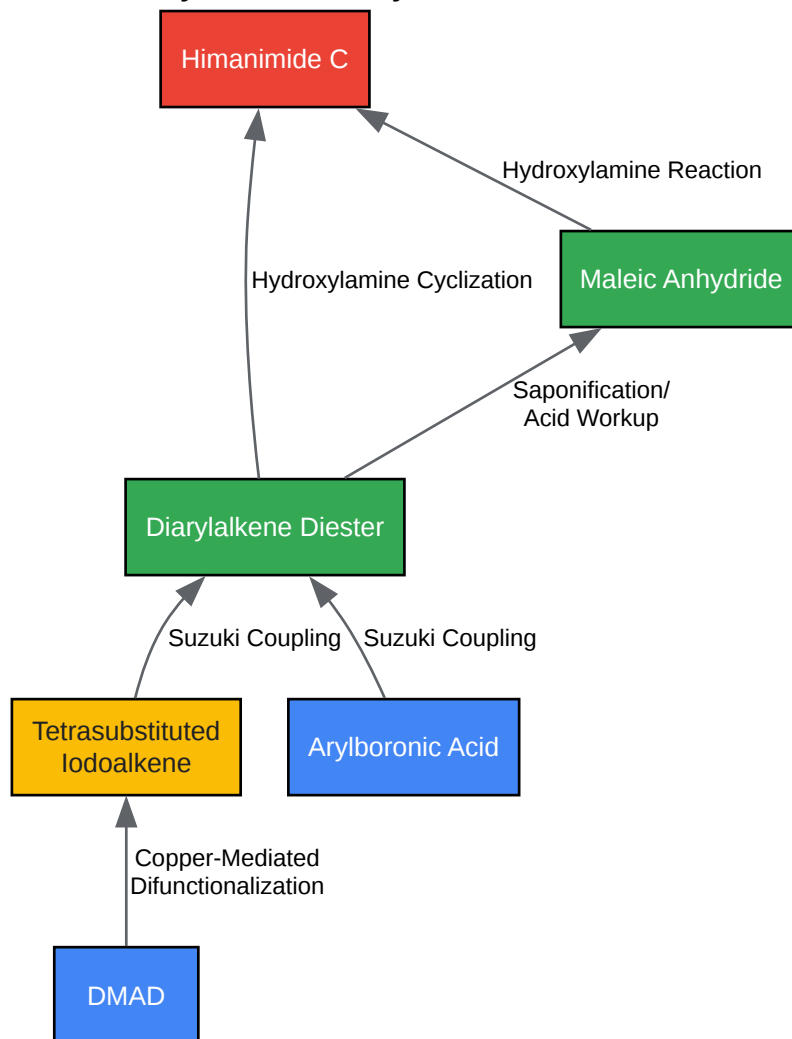 Himanimide C
Hydroxylamine Reaction
Maleic Anhydride
Hydroxylamine Cyclization
Saponification/
Acid Workup
Diarylalkene Diester
Suzuki Coupling
Suzuki Coupling
Tetrasubstituted
Iodoalkene
Arylboronic Acid
Copper-Mediated
Difunctionalization
DMAD